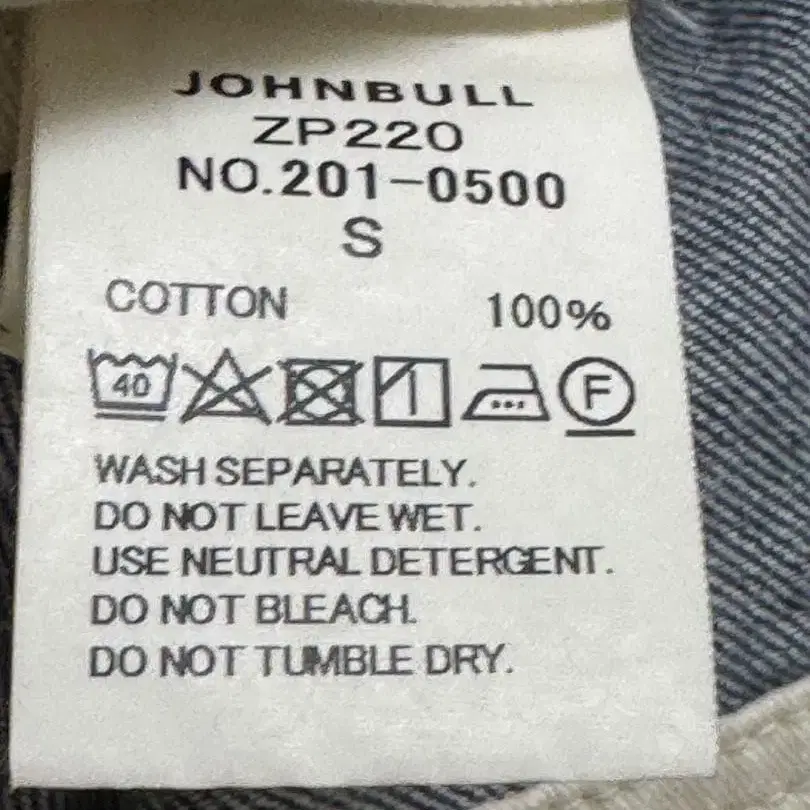 JOHNBULL
ZP220
NO.201-0500
S
COTTON 100%
40 F
WASH SEPARATELY.
DO NOT LEAVE WET.
USE NEUTRAL DETERGENT.
DO NOT BLEACH.
DO NOT TUMBLE DRY.